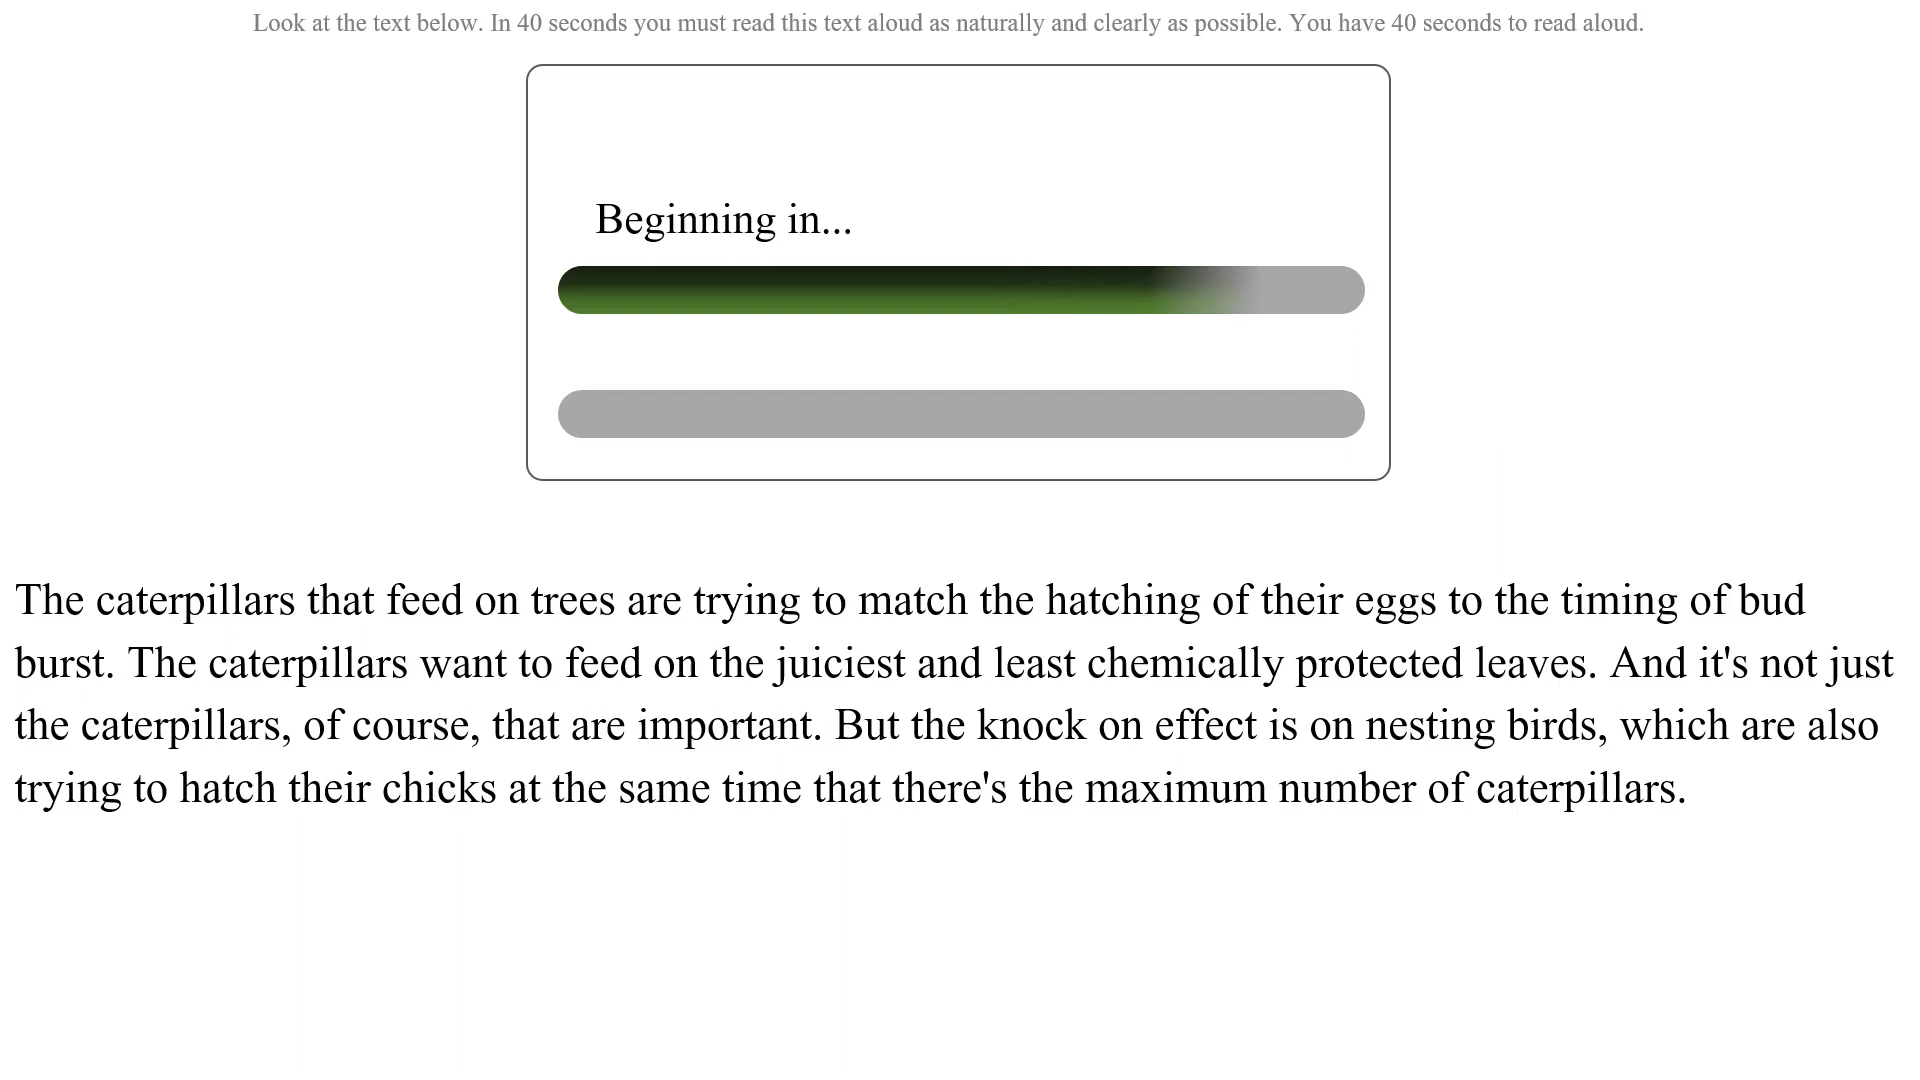 Look at the text below. In 40 seconds you must read this text aloud as naturally and clearly as possible. You have 40 seconds to read aloud.
Beginning in...
The caterpillars that feed on trees are trying to match the hatching of their eggs to the timing of bud
burst. The caterpillars want to feed on the juiciest and least chemically protected leaves. And it's not just
the caterpillars, of course, that are important. But the knock on effect is on nesting birds, which are also
trying to hatch their chicks at the same time that there's the maximum number of caterpillars.